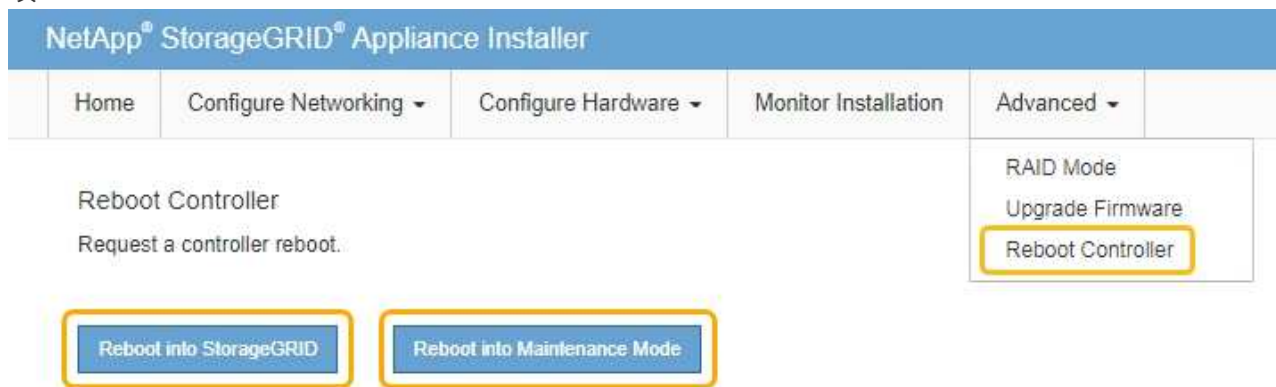 NetApp® StorageGRID® Appliance Installer
Home Configure Networking Configure Hardware Monitor Installation Advanced
RAID Mode
Upgrade Firmware
Reboot Controller
Reboot Controller
Request a controller reboot.
Reboot into StorageGRID Reboot into Maintenance Mode